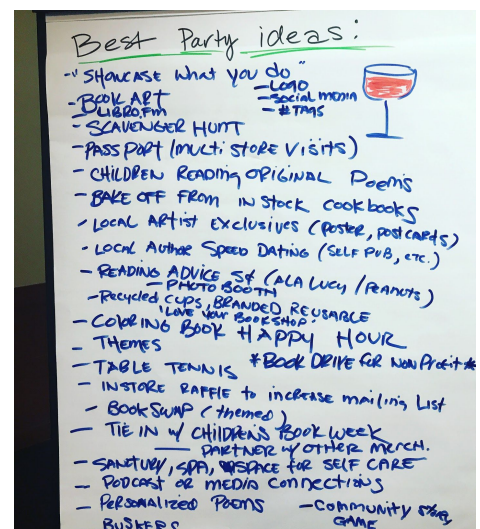 Best Party ideas:
- "SHOWCASE what you do"
- LOGO
- BOOK ART
- SOCIAL MEDIA
- LIBRO.FM
- # TAGS
- SCAVENGER HUNT
- PASSPORT (MULTI STORE VISITS)
- CHILDREN READING ORIGINAL Poems
- BAKE OFF FROM IN STOCK COOKBOOKS
- LOCAL ARTIST EXCLUSIVES (POSTER, POSTCARDS)
- LOCAL AUTHOR SPEED DATING (SELF PUB, ETC.)
- READING ADVICE 5¢ (ALA LUCY / PEANUTS)
- PHOTO BOOTH
- Recycled CUPS, BRANDED REUSABLE
"LOVE YOUR BOOKSHOP"
- COLORING BOOK HAPPY HOUR
- THEMES
* BOOK DRIVE FOR NON Profit *
- TABLE TENNIS
- INSTORE RAFFLE to increase mailing List
- BOOK SWAP (themed)
- TIE IN W/ CHILDREN'S BOOK WEEK
- PARTNER W/ OTHER MERCH.
- SANCTURY, SPA, SPACE for SELF CARE
- PODCAST OR MEDIA CONNECTIONS
- PERSONALIZED POEMS
- COMMUNITY
GAME
BUSKERS